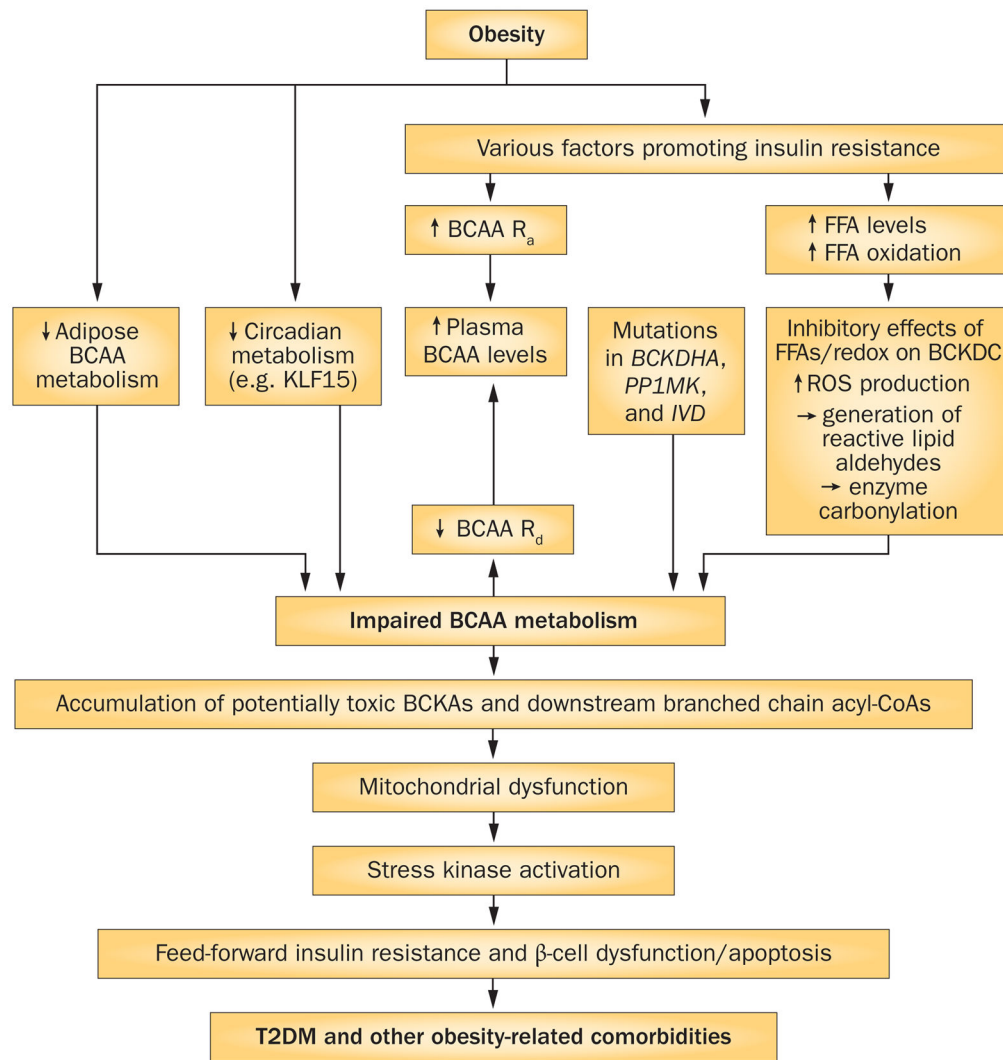 Obesity
Various factors promoting insulin resistance
↑ BCAA Rₐ
↑ FFA levels
↑ FFA oxidation
↓ Adipose
BCAA
metabolism
↓ Circadian
metabolism
(e.g. KLF15)
↑ Plasma
BCAA levels
Mutations
in BCKDHA,
PP1MK,
and IVD
Inhibitory effects of
FFAs/redox on BCKDC
↑ ROS production
→ generation of
reactive lipid
aldehydes
→ enzyme
carbonylation
↓ BCAA R_d
Impaired BCAA metabolism
Accumulation of potentially toxic BCKAs and downstream branched chain acyl-CoAs
Mitochondrial dysfunction
Stress kinase activation
Feed-forward insulin resistance and β-cell dysfunction/apoptosis
T2DM and other obesity-related comorbidities